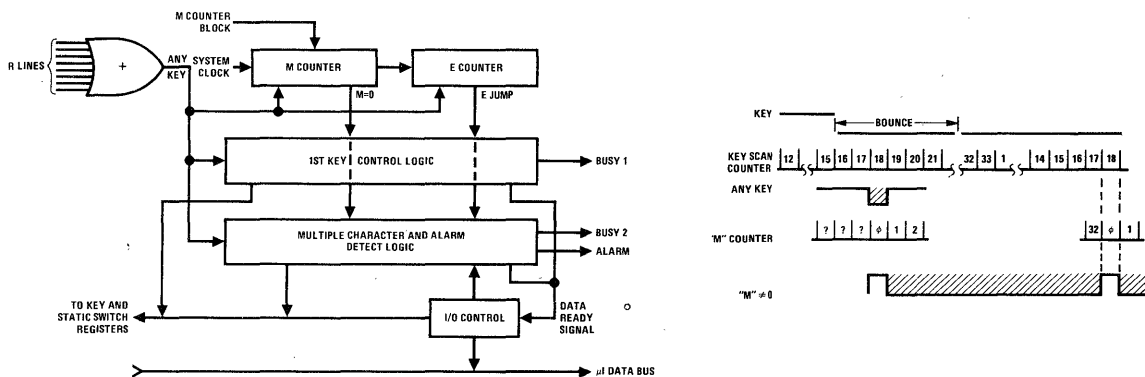 M COUNTER
BLOCK
R LINES
+
ANY
KEY
SYSTEM
CLOCK
M COUNTER
E COUNTER
M=0
E JUMP
1ST KEY CONTROL LOGIC
BUSY 1
MULTIPLE CHARACTER AND ALARM
DETECT LOGIC
BUSY 2
ALARM
TO KEY AND
STATIC SWITCH
REGISTERS
I/O CONTROL
DATA
READY
SIGNAL
μI DATA BUS
KEY
BOUNCE
KEY SCAN
COUNTER
12 15 16 17 18 19 20 21 32 33 1 14 15 16 17 18
ANY KEY
"M" COUNTER
? ? ? ϕ 1 2 32 ϕ 1
"M" ≠ 0